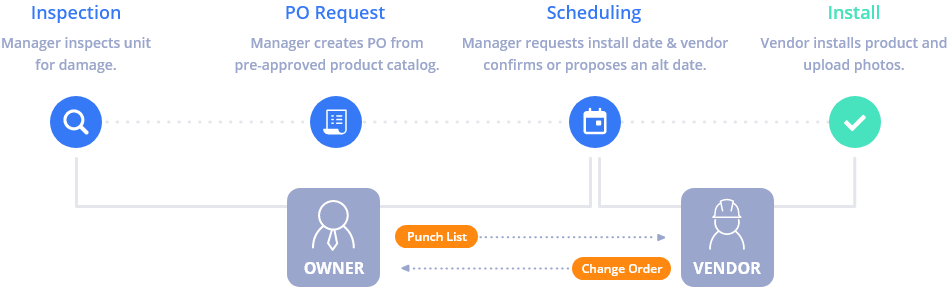 Inspection
Manager inspects unit
for damage.
PO Request
Manager creates PO from
pre-approved product catalog.
Scheduling
Manager requests install date & vendor
confirms or proposes an alt date.
Install
Vendor installs product and
upload photos.
OWNER
Punch List
Change Order
VENDOR